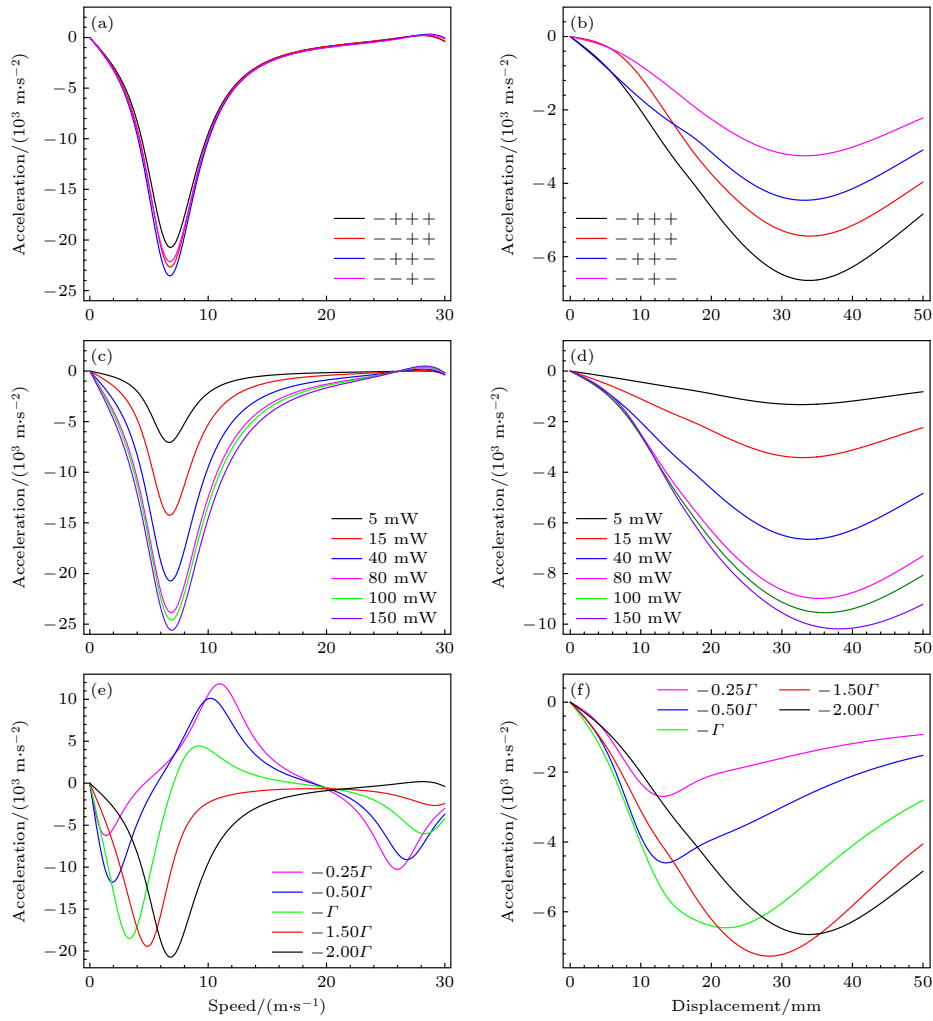 (a)
0
−5
−10
−15
−20
−25
Acceleration/(10³ m·s⁻²)
−+++
−−++
−++−
−−+−
0 10 20 30
(b)
0
−2
−4
−6
Acceleration/(10³ m·s⁻²)
−+++
−−++
−++−
−−+−
0 10 20 30 40 50
(c)
0
−5
−10
−15
−20
−25
Acceleration/(10³ m·s⁻²)
5 mW
15 mW
40 mW
80 mW
100 mW
150 mW
0 10 20 30
(d)
0
−2
−4
−6
−8
−10
Acceleration/(10³ m·s⁻²)
5 mW
15 mW
40 mW
80 mW
100 mW
150 mW
0 10 20 30 40 50
(e)
10
5
0
−5
−10
−15
−20
Acceleration/(10³ m·s⁻²)
−0.25Γ
−0.50Γ
−Γ
−1.50Γ
−2.00Γ
0 10 20 30
Speed/(m·s⁻¹)
(f)
0
−2
−4
−6
Acceleration/(10³ m·s⁻²)
−0.25Γ −1.50Γ
−0.50Γ −2.00Γ
−Γ
0 10 20 30 40 50
Displacement/mm